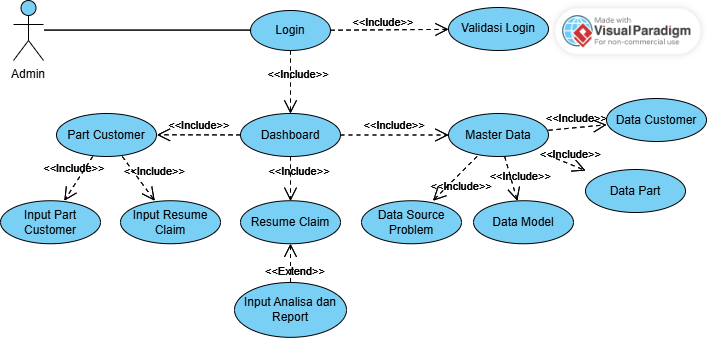 Admin
Login
<<Include>>
Validasi Login
Made with
VisualParadigm
For non-commercial use
<<Include>>
Part Customer
<<Include>>
Dashboard
<<Include>>
Master Data
<<Include>>
Data Customer
<<Include>>
<<Include>>
<<Include>>
<<Include>>
<<Include>>
<<Include>>
Data Part
Input Part
Customer
Input Resume
Claim
Resume Claim
Data Source
Problem
Data Model
<<Extend>>
Input Analisa dan
Report